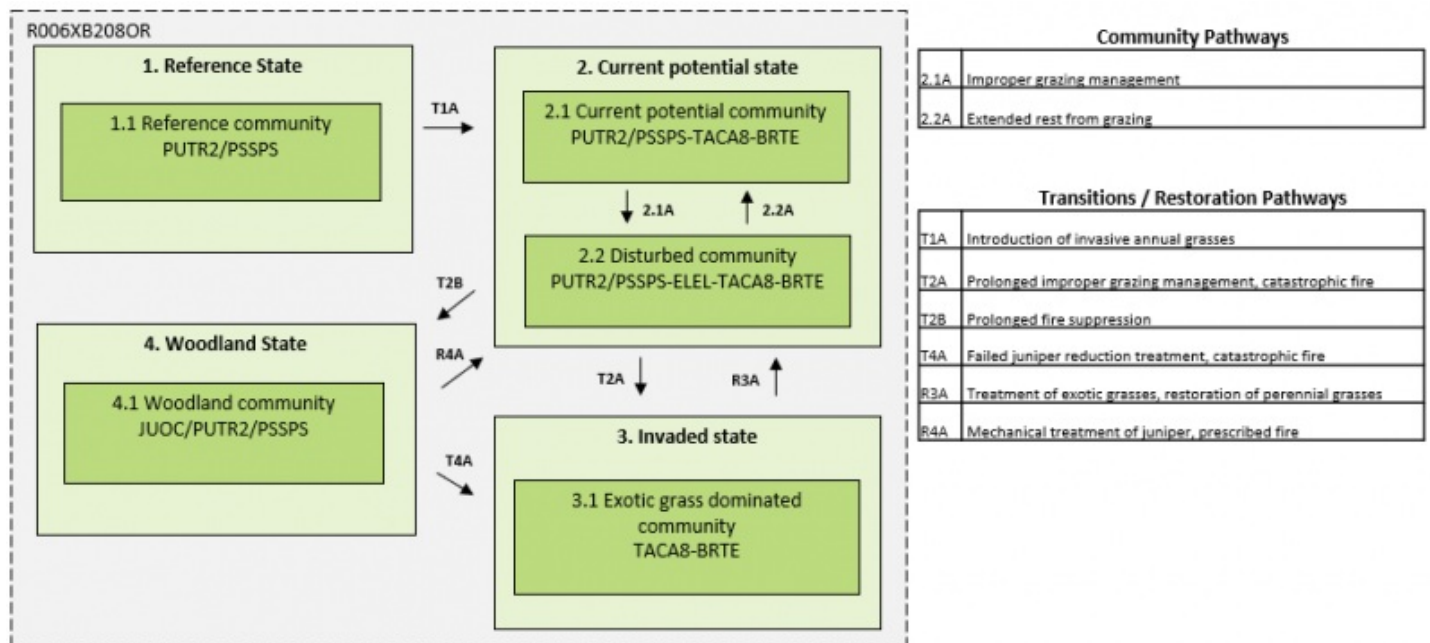 R006XB208OR
1. Reference State
1.1 Reference community
PUTR2/PSSPS
T1A
2. Current potential state
2.1 Current potential community
PUTR2/PSSPS-TACA8-BRTE
2.1A
2.2A
2.2 Disturbed community
PUTR2/PSSPS-ELEL-TACA8-BRTE
T2B
R4A
4. Woodland State
4.1 Woodland community
JUOC/PUTR2/PSSPS
T2A
R3A
T4A
3. Invaded state
3.1 Exotic grass dominated
community
TACA8-BRTE
Community Pathways
2.1A Improper grazing management
2.2A Extended rest from grazing
Transitions / Restoration Pathways
T1A Introduction of invasive annual grasses
T2A Prolonged improper grazing management, catastrophic fire
T2B Prolonged fire suppression
T4A Failed juniper reduction treatment, catastrophic fire
R3A Treatment of exotic grasses, restoration of perennial grasses
R4A Mechanical treatment of juniper, prescribed fire